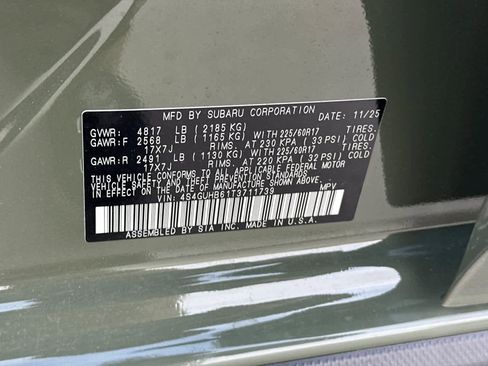 MFD BY SUBARU CORPORATION DATE: 11/25
GVWR: 4817 LB (2185 KG)
GAWR:F 2568 LB (1165 KG) WITH 225/60R17 TIRES.
17X7J RIMS. AT 230 KPA (33 PSI) COLD
GAWR:R 2491 LB (1130 KG) WITH 225/60R17 TIRES.
17X7J RIMS. AT 220 KPA (32 PSI) COLD
THIS VEHICLE CONFORMS TO ALL APPLICABLE FEDERAL MOTOR
VEHICLE SAFETY AND BUMPER STANDARDS IN EFFECT ON THE
DATE OF MANUFACTURE SHOWN ABOVE.
VIN: 4S4GUHB61T3711739 MPV
ASSEMBLED BY SIA INC. MADE IN U.S.A.